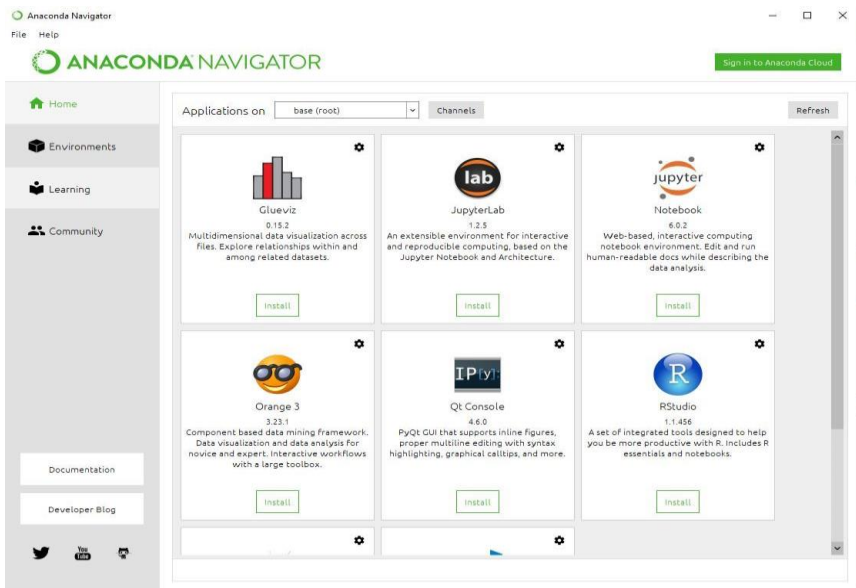 Anaconda Navigator
File Help
ANACONDA NAVIGATOR
Sign in to Anaconda Cloud
Home
Environments
Learning
Community
Documentation
Developer Blog
You
Tube
Applications on
base (root)
Channels
Refresh
Glueviz
0.15.2
Multidimensional data visualization across
files. Explore relationships within and
among related datasets.
Install
lab
JupyterLab
1.2.5
An extensible environment for interactive
and reproducible computing, based on the
Jupyter Notebook and Architecture.
Install
jupyter
Notebook
6.0.2
Web-based, interactive computing
notebook environment. Edit and run
human-readable docs while describing the
data analysis.
Install
Orange 3
3.23.1
Component based data mining framework.
Data visualization and data analysis for
novice and expert. Interactive workflows
with a large toolbox.
Install
IP[y]:
Qt Console
4.6.0
PyQt GUI that supports inline figures,
proper multiline editing with syntax
highlighting, graphical calltips, and more.
Install
R
RStudio
1.1.456
A set of integrated tools designed to help
you be more productive with R. Includes R
essentials and notebooks.
Install